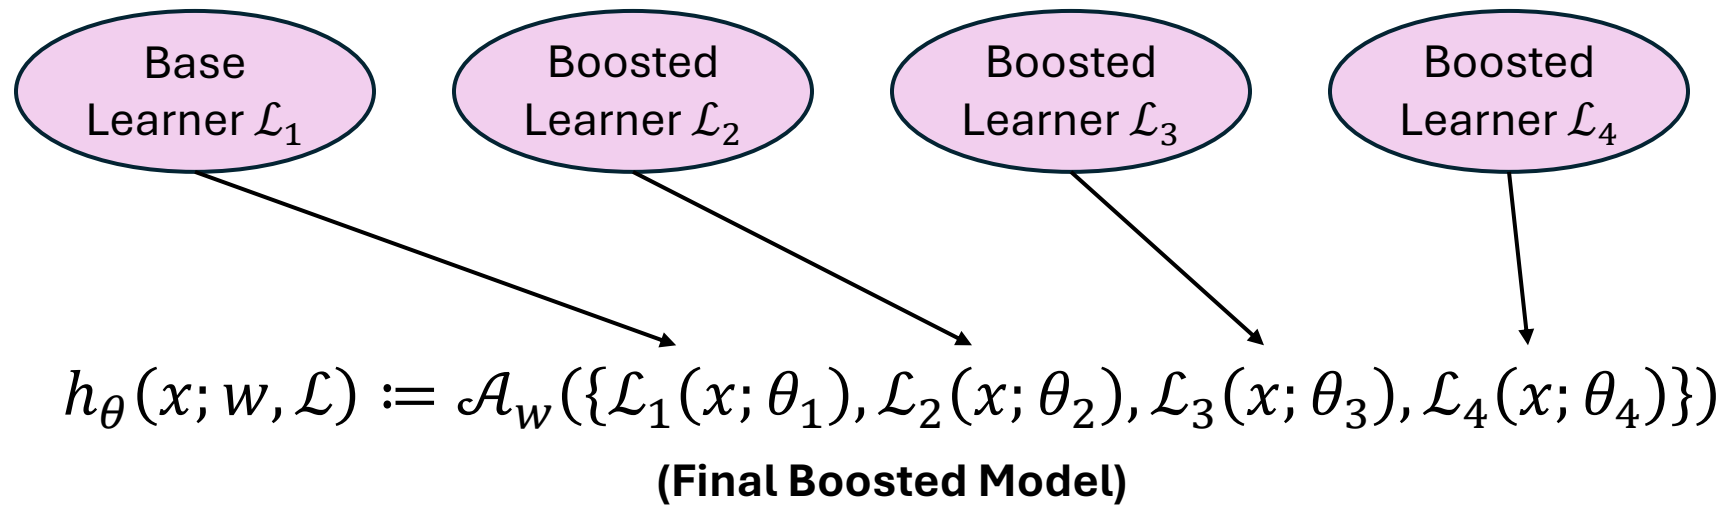 Base
Learner ℒ₁
Boosted
Learner ℒ₂
Boosted
Learner ℒ₃
Boosted
Learner ℒ₄
h_θ(x; w, ℒ) ≔ 𝒜_w({ℒ₁(x; θ₁), ℒ₂(x; θ₂), ℒ₃(x; θ₃), ℒ₄(x; θ₄)})
(Final Boosted Model)